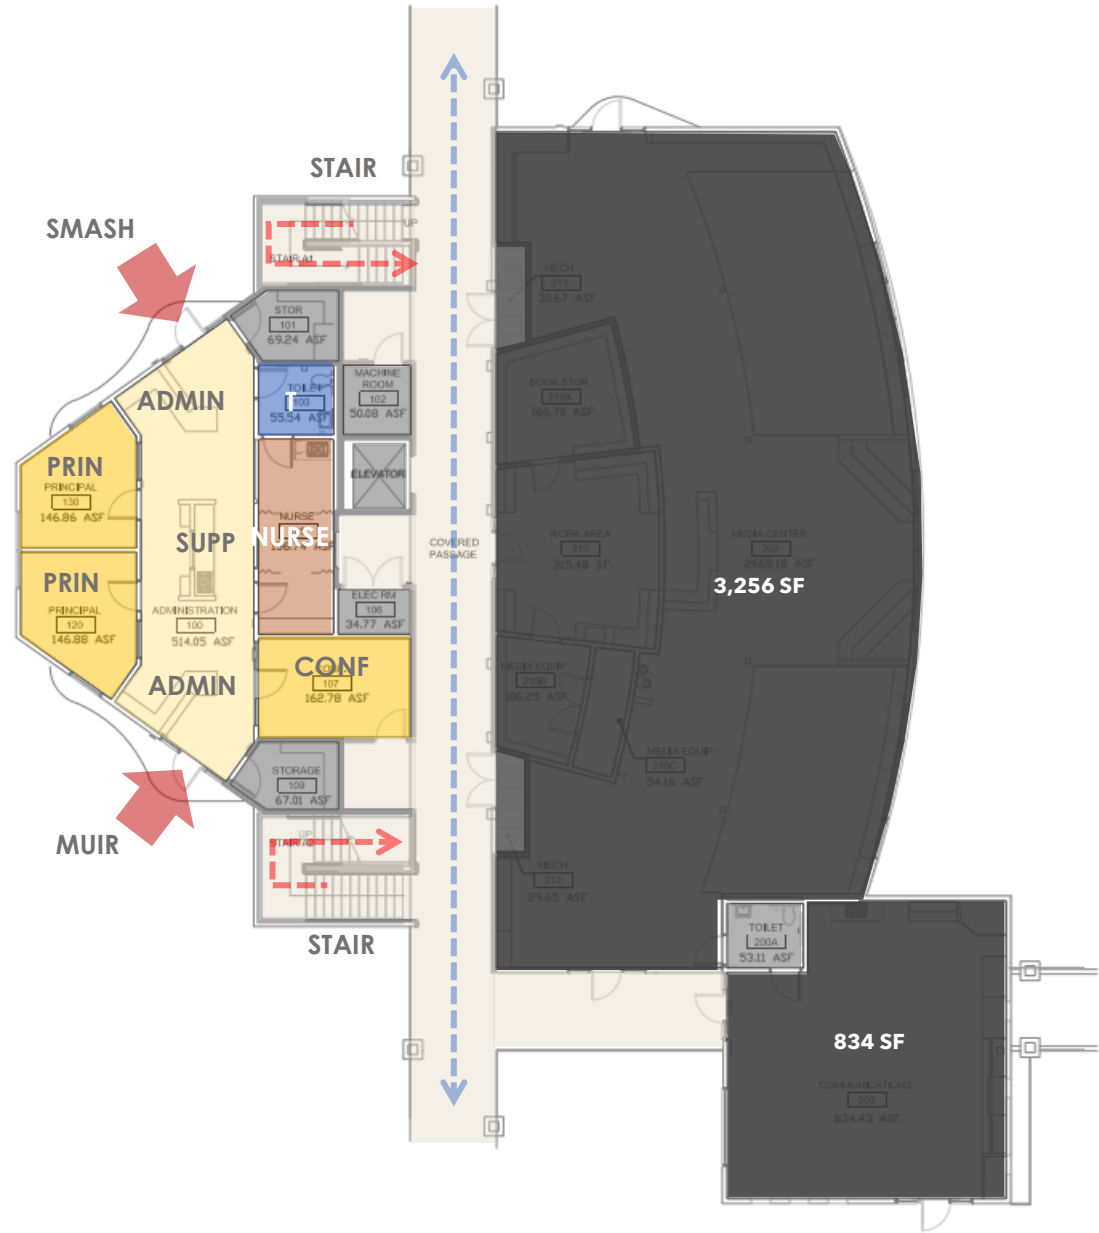 STAIR
SMASH
UP
STAIR A1
STOR
101
69.24 ASF
MECH
211
30.67 ASF
ADMIN
TOILET
T
103
55.54 ASF
MACHINE
ROOM
102
50.08 ASF
BOOK STOR.
210A
166.78 ASF
PRIN
PRINCIPAL
130
146.86 ASF
ELEVATOR
SUPP
NURSE
NURSE
COVERED
PASSAGE
WORK AREA
210
315.48 SF
MEDIA CENTER
2668.18 ASF
3,256 SF
PRIN
PRINCIPAL
120
146.88 ASF
ADMINISTRATION
100
514.05 ASF
ELEC RM
106
34.77 ASF
ADMIN
CONF
107
162.78 ASF
MEDIA EQUIP
210B
106.25 ASF
MEDIA EQUIP
210C
54.16 ASF
STORAGE
109
67.01 ASF
MUIR
UP
STAIR A2
MECH
212
29.65 ASF
STAIR
TOILET
200A
53.11 ASF
834 SF
COMMUNICATIONS
834.43 ASF